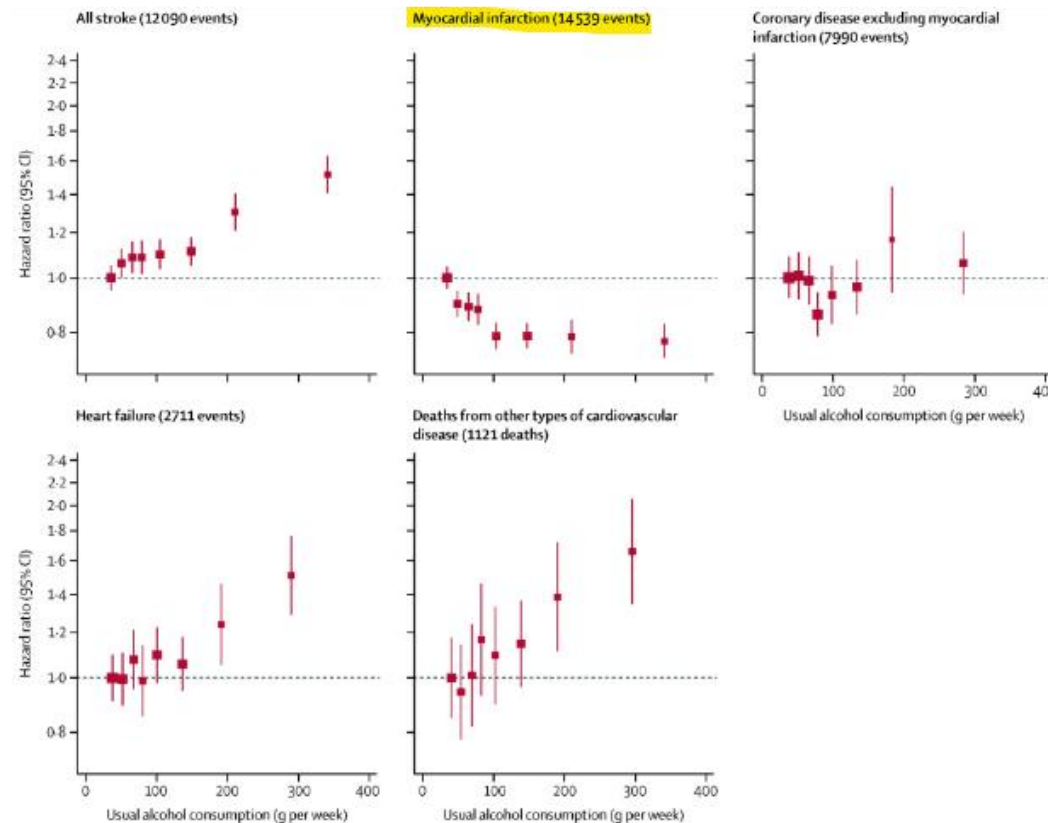 All stroke (12 090 events)
Myocardial infarction (14 539 events)
Coronary disease excluding myocardial
infarction (7990 events)
Hazard ratio (95% CI)
2·4
2·2
2·0
1·8
1·6
1·4
1·2
1·0
0·8
0 100 200 300 400
Usual alcohol consumption (g per week)
Heart failure (2711 events)
Deaths from other types of cardiovascular
disease (1121 deaths)
Hazard ratio (95% CI)
2·4
2·2
2·0
1·8
1·6
1·4
1·2
1·0
0·8
0 100 200 300 400
0 100 200 300 400
Usual alcohol consumption (g per week)
Usual alcohol consumption (g per week)